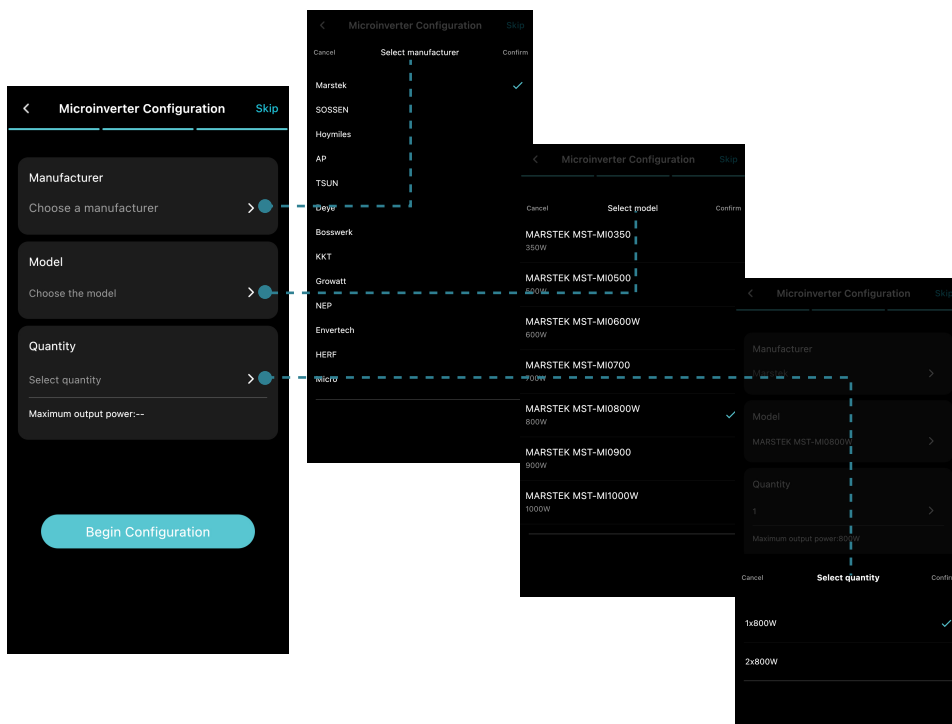 Microinverter Configuration
Skip
Manufacturer
Choose a manufacturer
Model
Choose the model
Quantity
Select quantity
Maximum output power:--
Begin Configuration
Microinverter Configuration
Skip
Cancel
Select manufacturer
Confirm
Marstek
SOSSEN
Hoymiles
AP
TSUN
Deye
Bosswerk
KKT
Growatt
NEP
Envertech
HERF
Micro
Microinverter Configuration
Skip
Cancel
Select model
Confirm
MARSTEK MST-MI0350
350W
MARSTEK MST-MI0500
500W
MARSTEK MST-MI0600W
600W
MARSTEK MST-MI0700
700W
MARSTEK MST-MI0800W
800W
MARSTEK MST-MI0900
900W
MARSTEK MST-MI1000W
1000W
Microinverter Configuration
Skip
Manufacturer
Marstek
Model
MARSTEK MST-MI0800W
Quantity
1
Maximum output power:800W
Cancel
Select quantity
Confirm
1x800W
2x800W